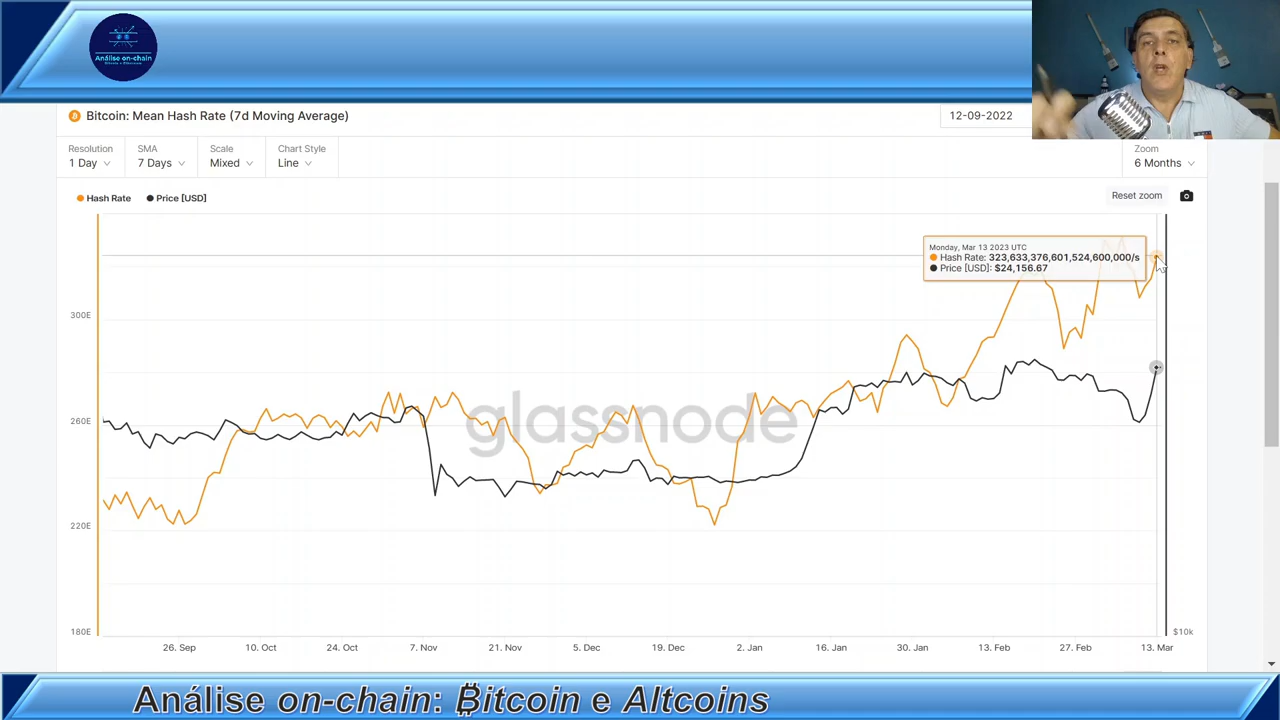 Análise on-chain
Bitcoin e Altcoins
Bitcoin: Mean Hash Rate (7d Moving Average)
12-09-2022
Resolution
1 Day
SMA
7 Days
Scale
Mixed
Chart Style
Line
Zoom
6 Months
Hash Rate
Price [USD]
Reset zoom
Monday, Mar 13 2023 UTC
Hash Rate: 323,633,376,601,524,600,000/s
Price [USD]: $24,156.67
300E
260E
220E
180E
glassnode
$10k
26. Sep
10. Oct
24. Oct
7. Nov
21. Nov
5. Dec
19. Dec
2. Jan
16. Jan
30. Jan
13. Feb
27. Feb
13. Mar
Análise on-chain: ₿itcoin e Altcoins